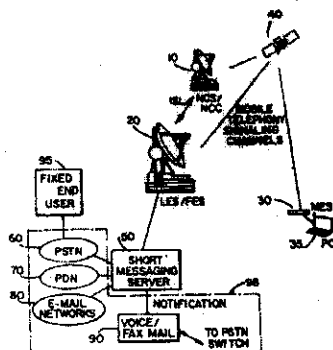 40
10
NCS/
NCC
15
MOBILE
TELEPHONY
SIGNALING
CHANNELS
20
LES/FES
30
MES
35
PC
95
FIXED
END
USER
60
PSTN
50
SHORT
MESSAGING
SERVER
70
PDN
98
80
E-MAIL
NETWORKS
NOTIFICATION
VOICE/
FAX MAIL
90
TO PSTN
SWITCH